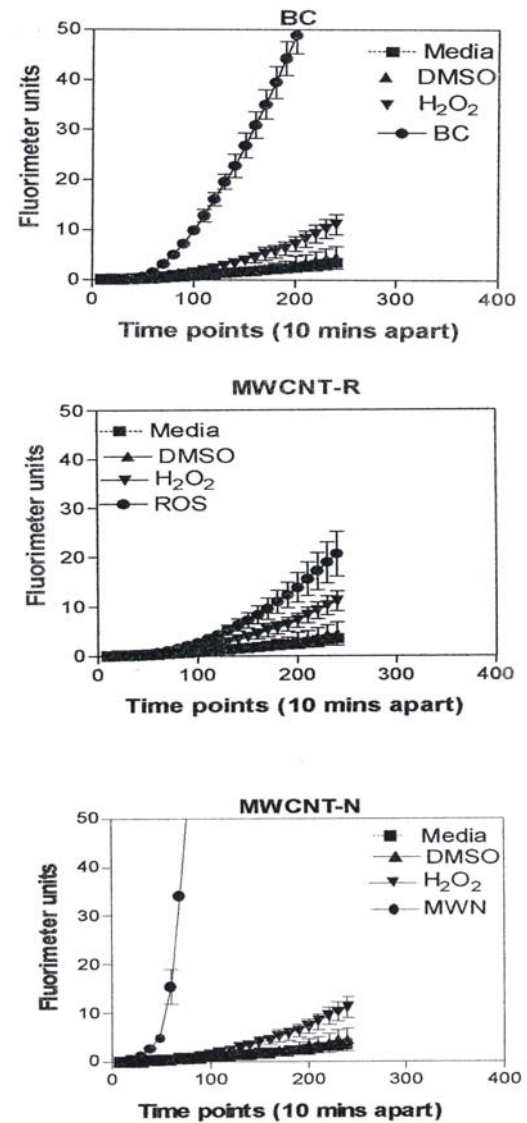 BC
50
40
30
20
10
0
Fluorimeter units
Media
DMSO
H₂O₂
BC
0 100 200 300 400
Time points (10 mins apart)
MWCNT-R
50
40
30
20
10
0
Fluorimeter units
Media
DMSO
H₂O₂
ROS
0 100 200 300 400
Time points (10 mins apart)
MWCNT-N
50
40
30
20
10
0
Fluorimeter units
Media
DMSO
H₂O₂
MWN
0 100 200 300 400
Time points (10 mins apart)